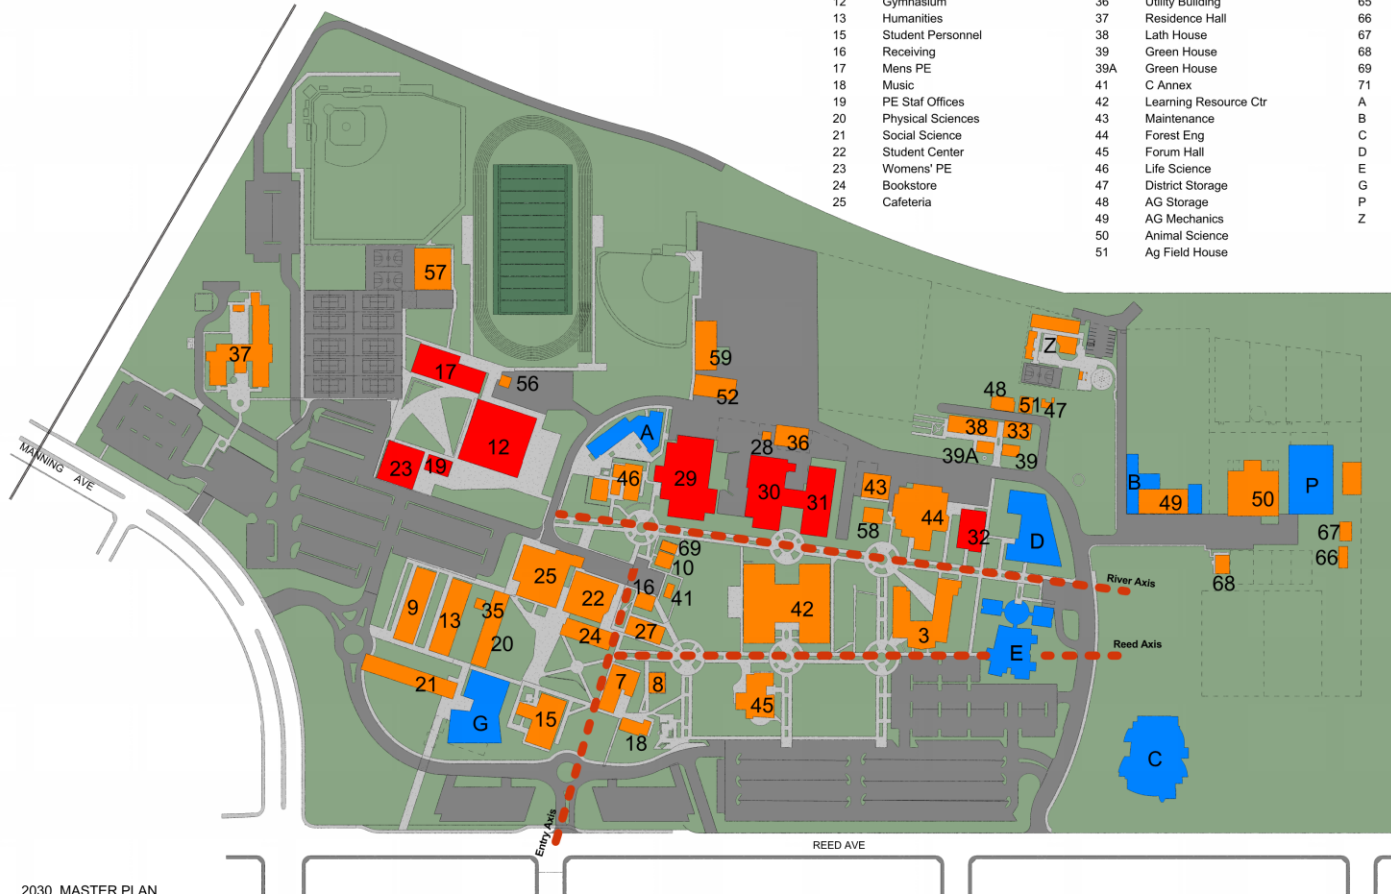 12 Gymnasium 36 Utility Building 65
13 Humanities 37 Residence Hall 66
15 Student Personnel 38 Lath House 67
16 Receiving 39 Green House 68
17 Mens PE 39A Green House 69
18 Music 41 C Annex 71
19 PE Staf Offices 42 Learning Resource Ctr A
20 Physical Sciences 43 Maintenance B
21 Social Science 44 Forest Eng C
22 Student Center 45 Forum Hall D
23 Womens' PE 46 Life Science E
24 Bookstore 47 District Storage G
25 Cafeteria 48 AG Storage P
49 AG Mechanics Z
50 Animal Science
51 Ag Field House
57
37
Z
59
17
56
52
48
51
47
38
33
A
12
28
36
39A
39
23
19
29
46
30
31
43
B
49
50
P
58
44
32
D
67
66
68
69
10
25
River Axis
16
41
22
9
13
35
42
3
27
24
20
Reed Axis
E
21
7
8
45
G
15
18
C
MANNING AVE
Entry Axis
REED AVE
2030 MASTER PLAN